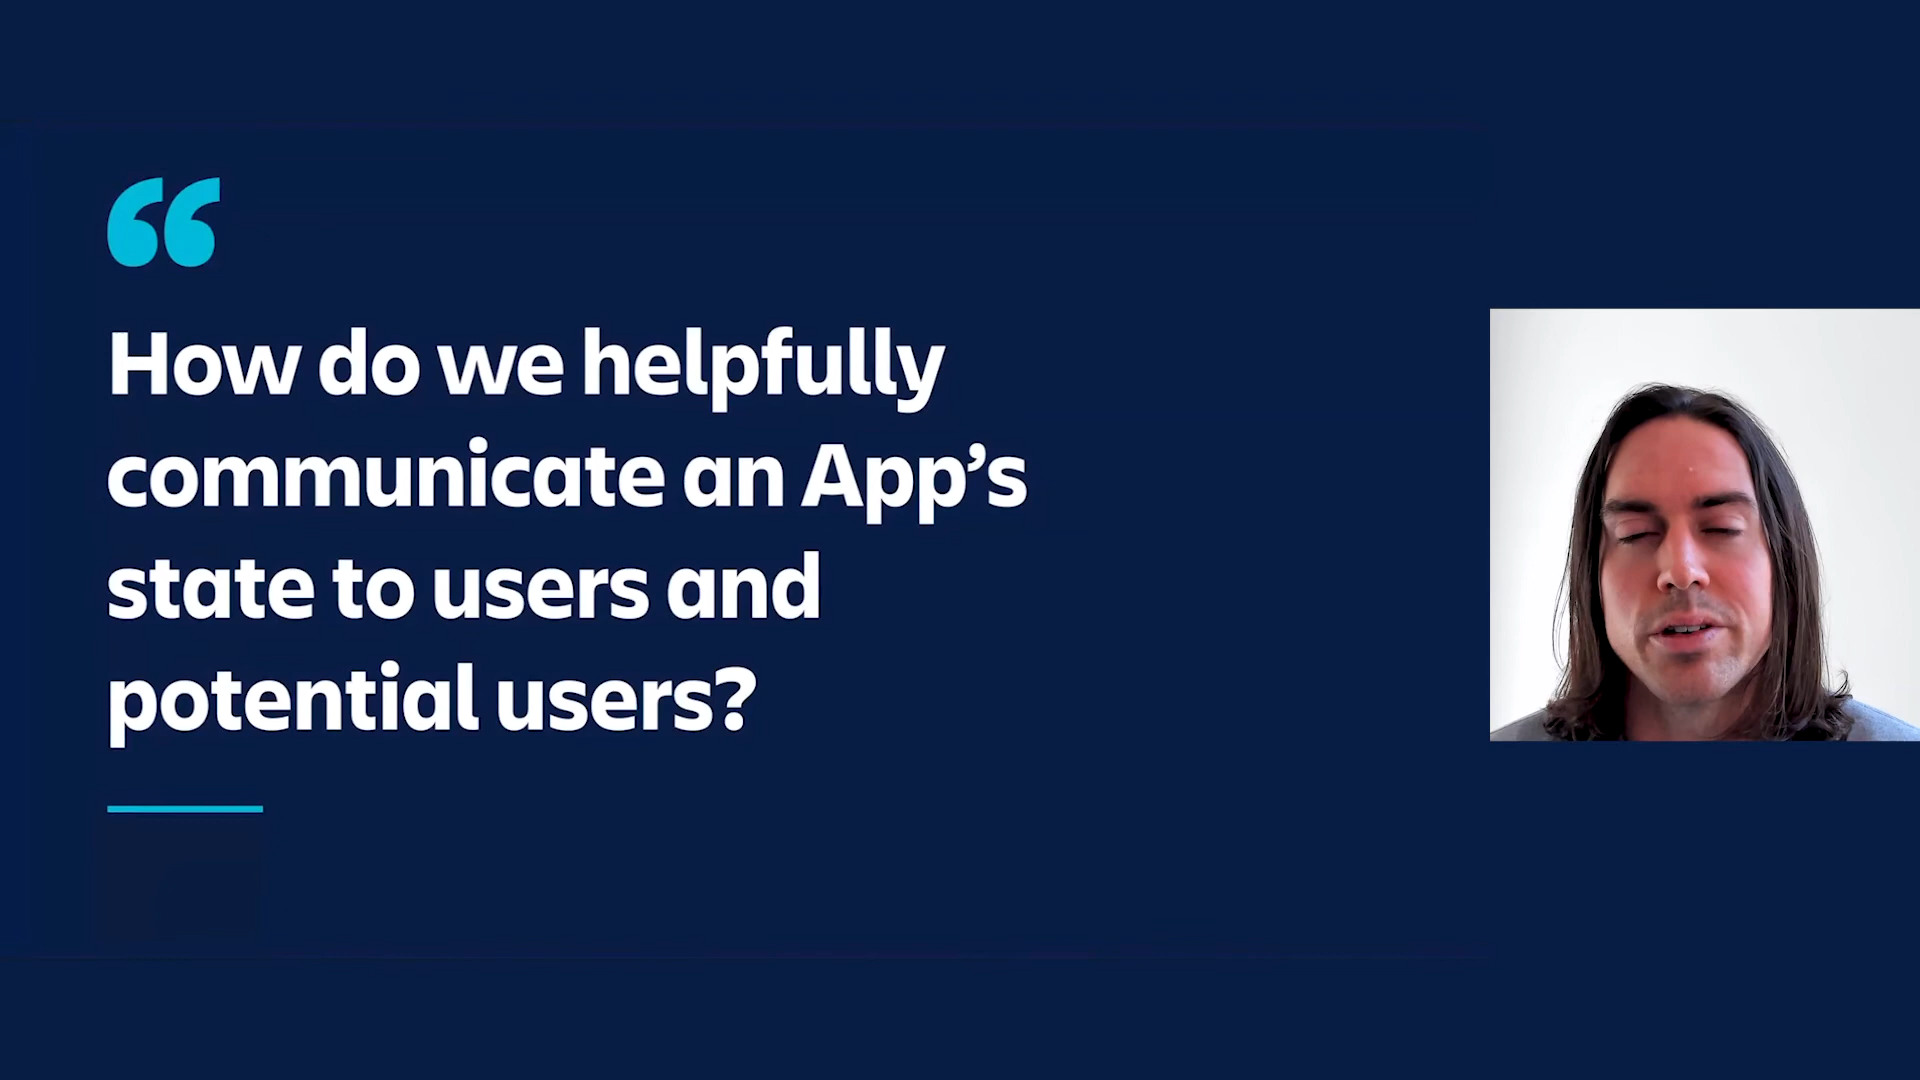 “
How do we helpfully
communicate an App’s
state to users and
potential users?